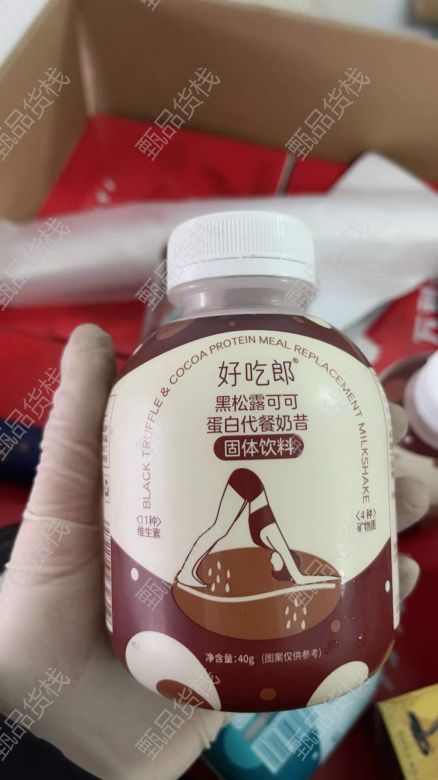 BLACK TRUFFLE & COCOA PROTEIN MEAL REPLACEMENT MILKSHAKE
好吃郎®
黑松露可可
蛋白代餐奶昔
固体饮料
〈11种〉
维生素
〈4种〉
矿物质
净含量:40g (图案仅供参考)
甄品货栈